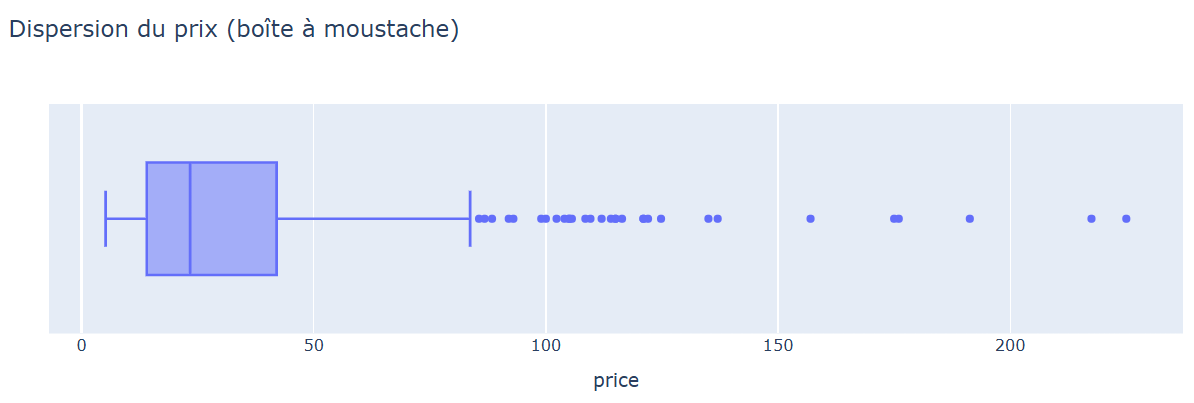 Dispersion du prix (boîte à moustache)
0 50 100 150 200
price